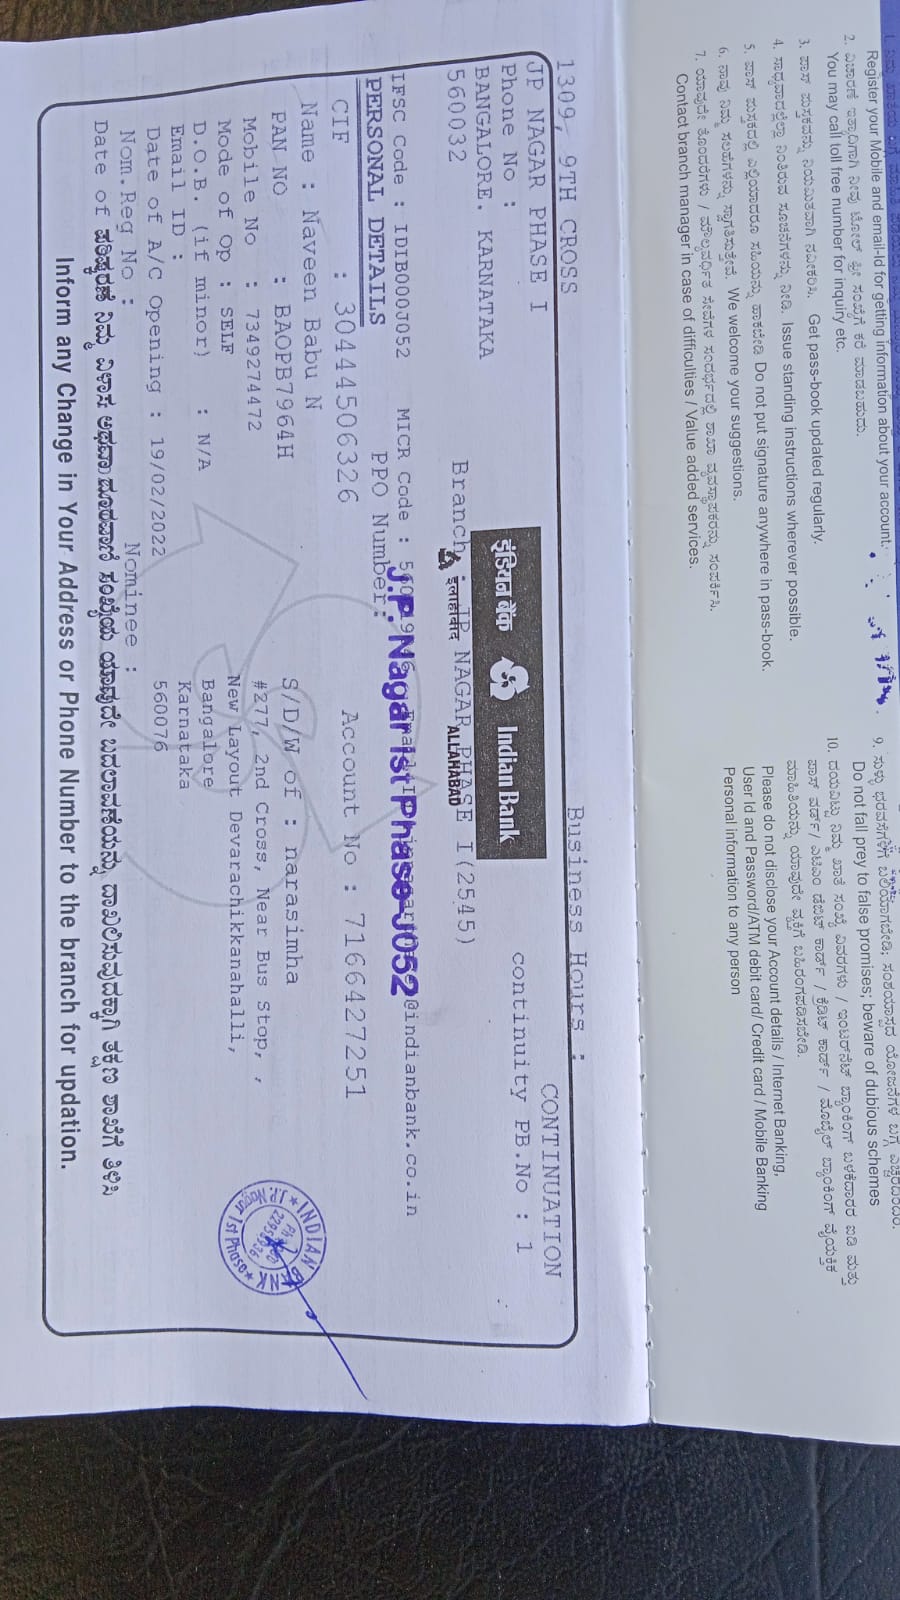 Register your Mobile and email-Id for getting information about your account.
2. ವಿಚಾರಣೆ ಇತ್ಯಾದಿಗಾಗಿ ನೀವು ಟೋಲ್ ಫ್ರೀ ಸಂಖ್ಯೆಗೆ ಕರೆ ಮಾಡಬಹುದು.
You may call toll free number for inquiry etc.
3. ಪಾಸ್ ಪುಸ್ತಕವನ್ನು ನಿಯಮಿತವಾಗಿ ನವೀಕರಿಸಿ. Get pass-book updated regularly.
4. ಸಾಧ್ಯವಾದಲ್ಲೆಲ್ಲಾ ನಿಂತಿರುವ ಸೂಚನೆಗಳನ್ನು ನೀಡಿ. Issue standing instructions wherever possible.
5. ಪಾಸ್ ಪುಸ್ತಕದಲ್ಲಿ ಎಲ್ಲಿಯಾದರೂ ಸಹಿಯನ್ನು ಹಾಕಬೇಡಿ Do not put signature anywhere in pass-book.
6. ನಾವು ನಿಮ್ಮ ಸಲಹೆಗಳನ್ನು ಸ್ವಾಗತಿಸುತ್ತೇವೆ. We welcome your suggestions.
7. ಯಾವುದೇ ತೊಂದರೆಗಳು / ಮೌಲ್ಯವರ್ಧಿತ ಸೇವೆಗಳ ಸಂದರ್ಭದಲ್ಲಿ ಶಾಖಾ ವ್ಯವಸ್ಥಾಪಕರನ್ನು ಸಂಪರ್ಕಿಸಿ.
Contact branch manager in case of difficulties / Value added services.
9. ಸುಳ್ಳು ಭರವಸೆಗಳಿಗೆ ಬಲಿಯಾಗಬೇಡಿ; ಸಂಶಯಾಸ್ಪದ ಯೋಜನೆಗಳ ಬಗ್ಗೆ ಎಚ್ಚರದಿಂದಿರಿ.
Do not fall prey to false promises; beware of dubious schemes
10. ದಯವಿಟ್ಟು ನಿಮ್ಮ ಖಾತೆ ಸಂಖ್ಯೆ ವಿವರಗಳು / ಇಂಟರ್‌ನೆಟ್ ಬ್ಯಾಂಕಿಂಗ್ ಬಳಕೆದಾರರ ಐಡಿ ಮತ್ತು
ಪಾಸ್ ವರ್ಡ್/ ಎಟಿಎಂ ಡೆಬಿಟ್ ಕಾರ್ಡ್ / ಕ್ರೆಡಿಟ್ ಕಾರ್ಡ್ / ಮೊಬೈಲ್ ಬ್ಯಾಂಕಿಂಗ್ ವೈಯಕ್ತಿಕ
ಮಾಹಿತಿಯನ್ನು ಯಾವುದೇ ವ್ಯಕ್ತಿಗೆ ಬಹಿರಂಗಪಡಿಸಬೇಡಿ.
Please do not disclose your Account details / Internet Banking,
User Id and Password/ATM debit card/ Credit card / Mobile Banking
Personal information to any person
1309, 9TH CROSS
Business Hours :
JP NAGAR PHASE I
CONTINUATION
Phone No :
continuity PB.No : 1
इंडियन बैंक Indian Bank
BANGALORE. KARNATAKA
560032
Branch : JP NAGAR PHASE I(2545)
इलाहाबाद ALLAHABAD
IFSC Code : IDIB000J052 MICR Code : @indianbank.co.in
J.P. Nagar Ist Phase-J052
PERSONAL DETAILS PPO Number:
CIF : 30444506326 Account No : 7166427251
Name : Naveen Babu N
PAN NO : BAOPB7964H S/D/W of : narasimha
Mobile No : 7349274472 #277, 2nd Cross, Near Bus Stop, ,
Mode of Op : SELF New Layout Devarachikkanahalli,
D.O.B. (if minor) : N/A Bangalore
Email ID : Karnataka
Date of A/C Opening : 19/02/2022 560076
Nom.Reg No : Nominee :
INDIAN BANK
J.P. Nagar 1st Phase
Date of ಪರಿಷ್ಕರಣೆ ನಿಮ್ಮ ವಿಳಾಸ ಅಥವಾ ದೂರವಾಣಿ ಸಂಖ್ಯೆಯ ಯಾವುದೇ ಬದಲಾವಣೆಯನ್ನು ದಾಖಲಿಸುವುದಕ್ಕಾಗಿ ತಕ್ಷಣ ಶಾಖೆಗೆ ತಿಳಿಸಿ
Inform any Change in Your Address or Phone Number to the branch for updation.